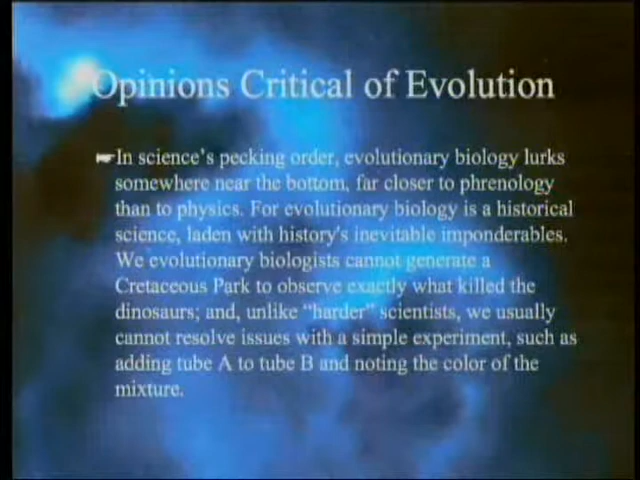 Opinions Critical of Evolution
In science's pecking order, evolutionary biology lurks
somewhere near the bottom, far closer to phrenology
than to physics. For evolutionary biology is a historical
science, laden with history's inevitable imponderables.
We evolutionary biologists cannot generate a
Cretaceous Park to observe exactly what killed the
dinosaurs; and, unlike "harder" scientists, we usually
cannot resolve issues with a simple experiment, such as
adding tube A to tube B and noting the color of the
mixture.